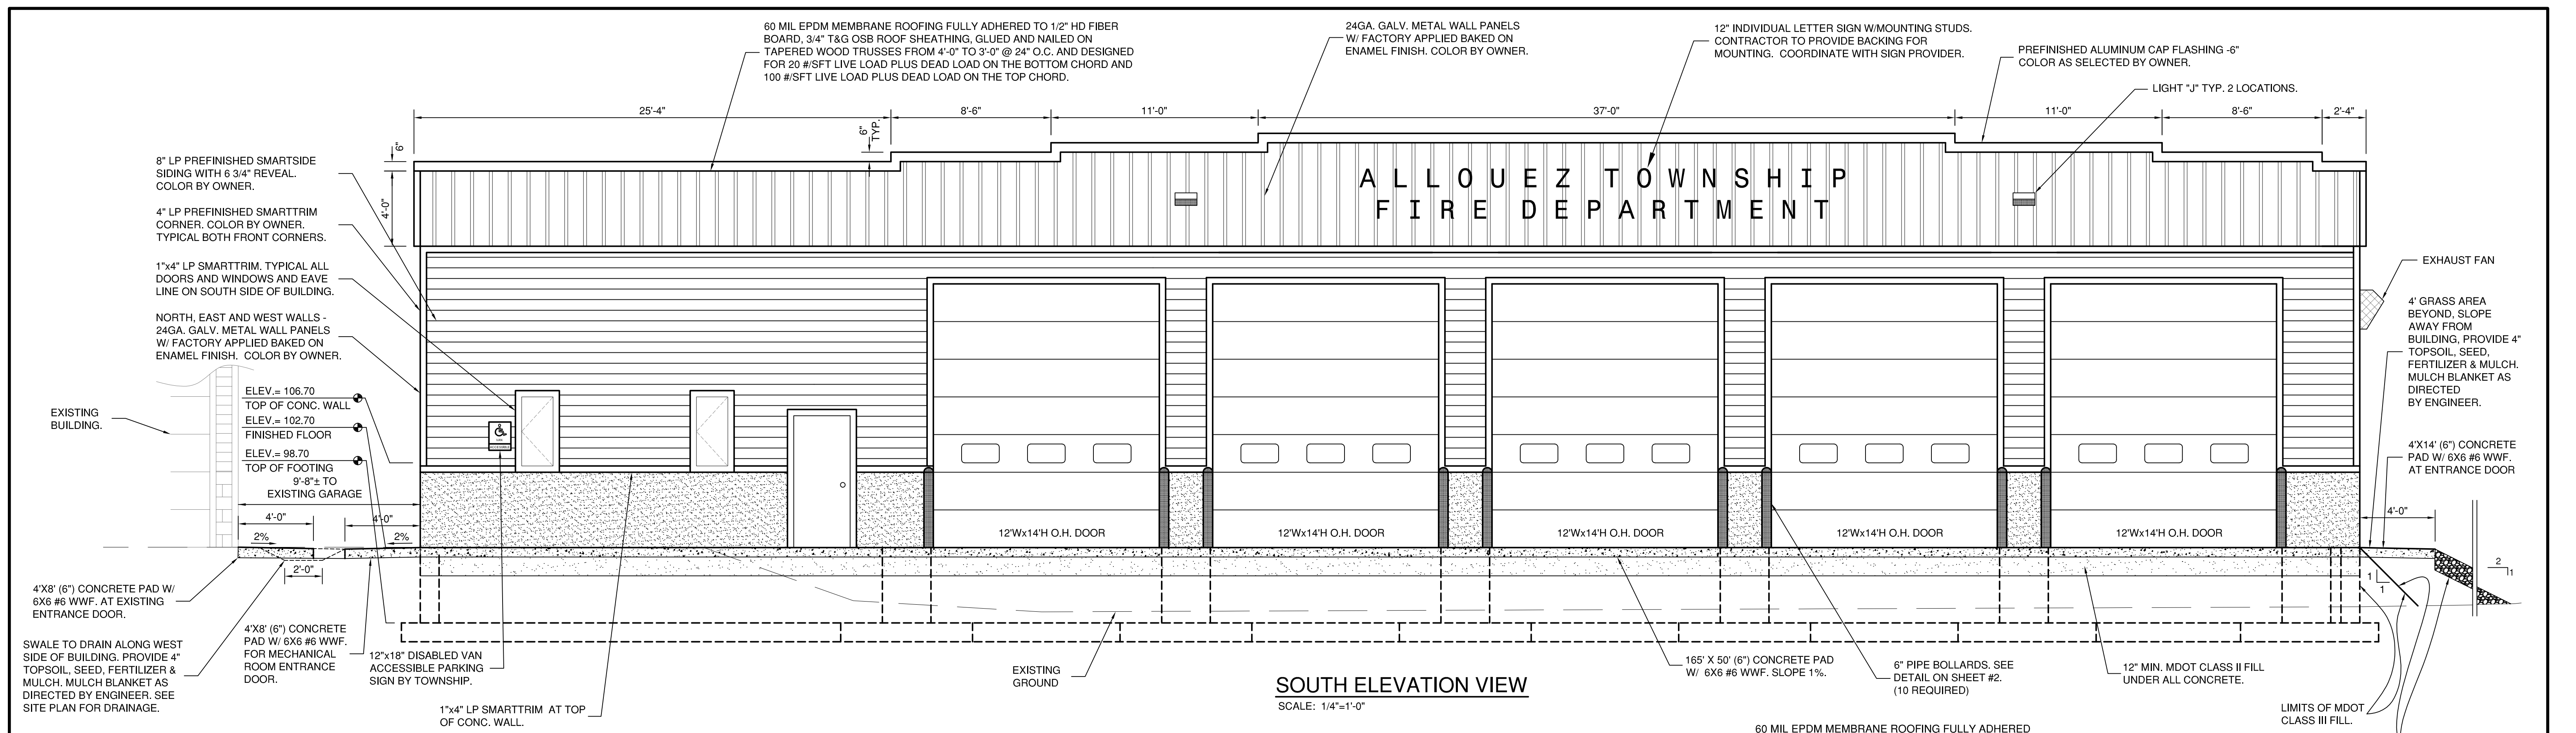 60 MIL EPDM MEMBRANE ROOFING FULLY ADHERED TO 1/2" HD FIBER
BOARD, 3/4" T&G OSB ROOF SHEATHING, GLUED AND NAILED ON
TAPERED WOOD TRUSSES FROM 4'-0" TO 3'-0" @ 24" O.C. AND DESIGNED
FOR 20 #/SFT LIVE LOAD PLUS DEAD LOAD ON THE BOTTOM CHORD AND
100 #/SFT LIVE LOAD PLUS DEAD LOAD ON THE TOP CHORD.
24GA. GALV. METAL WALL PANELS
W/ FACTORY APPLIED BAKED ON
ENAMEL FINISH. COLOR BY OWNER.
12" INDIVIDUAL LETTER SIGN W/MOUNTING STUDS.
CONTRACTOR TO PROVIDE BACKING FOR
MOUNTING. COORDINATE WITH SIGN PROVIDER.
PREFINISHED ALUMINUM CAP FLASHING -6"
COLOR AS SELECTED BY OWNER.
LIGHT "J" TYP. 2 LOCATIONS.
25'-4"
8'-6"
11'-0"
37'-0"
11'-0"
8'-6"
2'-4"
6"
6"
TYP.
4'-0"
8" LP PREFINISHED SMARTSIDE
SIDING WITH 6 3/4" REVEAL.
COLOR BY OWNER.
4" LP PREFINISHED SMARTTRIM
CORNER. COLOR BY OWNER.
TYPICAL BOTH FRONT CORNERS.
1"x4" LP SMARTTRIM. TYPICAL ALL
DOORS AND WINDOWS AND EAVE
LINE ON SOUTH SIDE OF BUILDING.
NORTH, EAST AND WEST WALLS -
24GA. GALV. METAL WALL PANELS
W/ FACTORY APPLIED BAKED ON
ENAMEL FINISH. COLOR BY OWNER.
ALLOUEZ TOWNSHIP
FIRE DEPARTMENT
EXHAUST FAN
4' GRASS AREA
BEYOND, SLOPE
AWAY FROM
BUILDING, PROVIDE 4"
TOPSOIL, SEED,
FERTILIZER & MULCH.
MULCH BLANKET AS
DIRECTED
BY ENGINEER.
4'X14' (6") CONCRETE
PAD W/ 6X6 #6 WWF.
AT ENTRANCE DOOR
EXISTING
BUILDING.
ELEV.= 106.70
TOP OF CONC. WALL
ELEV.= 102.70
FINISHED FLOOR
ELEV.= 98.70
TOP OF FOOTING
9'-8"± TO
EXISTING GARAGE
4'-0"
4'-0"
2%
2%
2'-0"
12'Wx14'H O.H. DOOR
12'Wx14'H O.H. DOOR
12'Wx14'H O.H. DOOR
12'Wx14'H O.H. DOOR
12'Wx14'H O.H. DOOR
4'-0"
1
1
2
1
4'X8' (6") CONCRETE PAD W/
6X6 #6 WWF. AT EXISTING
ENTRANCE DOOR.
SWALE TO DRAIN ALONG WEST
SIDE OF BUILDING. PROVIDE 4"
TOPSOIL, SEED, FERTILIZER &
MULCH. MULCH BLANKET AS
DIRECTED BY ENGINEER. SEE
SITE PLAN FOR DRAINAGE.
4'X8' (6") CONCRETE
PAD W/ 6X6 #6 WWF.
FOR MECHANICAL
ROOM ENTRANCE
DOOR.
12"x18" DISABLED VAN
ACCESSIBLE PARKING
SIGN BY TOWNSHIP.
1"x4" LP SMARTTRIM AT TOP
OF CONC. WALL.
EXISTING
GROUND
SOUTH ELEVATION VIEW
SCALE: 1/4"=1'-0"
165' X 50' (6") CONCRETE PAD
W/ 6X6 #6 WWF. SLOPE 1%.
6" PIPE BOLLARDS. SEE
DETAIL ON SHEET #2.
(10 REQUIRED)
12" MIN. MDOT CLASS II FILL
UNDER ALL CONCRETE.
LIMITS OF MDOT
CLASS III FILL.
60 MIL EPDM MEMBRANE ROOFING FULLY ADHERED